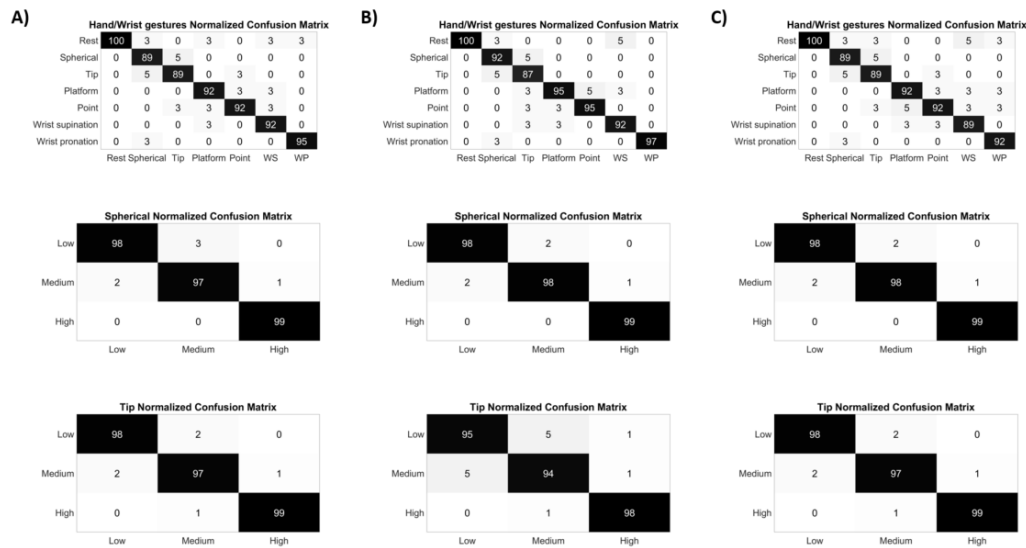 A)
Hand/Wrist gestures Normalized Confusion Matrix
Rest 100 3 0 3 0 3 3
Spherical 0 89 5 0 0 0 0
Tip 0 5 89 0 3 0 0
Platform 0 0 0 92 3 3 0
Point 0 0 3 3 92 3 0
Wrist supination 0 0 0 3 0 92 0
Wrist pronation 0 3 0 0 0 0 95
Rest Spherical Tip Platform Point WS WP
Spherical Normalized Confusion Matrix
Low 98 3 0
Medium 2 97 1
High 0 0 99
Low Medium High
Tip Normalized Confusion Matrix
Low 98 2 0
Medium 2 97 1
High 0 1 99
Low Medium High
B)
Hand/Wrist gestures Normalized Confusion Matrix
Rest 100 3 0 0 0 5 0
Spherical 0 92 5 0 0 0 0
Tip 0 5 87 0 0 0 0
Platform 0 0 3 95 5 3 0
Point 0 0 3 3 95 0 0
Wrist supination 0 0 3 3 0 92 0
Wrist pronation 0 3 0 0 0 0 97
Rest Spherical Tip Platform Point WS WP
Spherical Normalized Confusion Matrix
Low 98 2 0
Medium 2 98 1
High 0 0 99
Low Medium High
Tip Normalized Confusion Matrix
Low 95 5 1
Medium 5 94 1
High 0 1 98
Low Medium High
C)
Hand/Wrist gestures Normalized Confusion Matrix
Rest 100 3 3 0 0 5 3
Spherical 0 89 5 0 0 0 0
Tip 0 5 89 0 3 0 0
Platform 0 0 0 92 3 3 3
Point 0 0 3 5 92 3 3
Wrist supination 0 0 0 3 3 89 0
Wrist pronation 0 3 0 0 0 0 92
Rest Spherical Tip Platform Point WS WP
Spherical Normalized Confusion Matrix
Low 98 2 0
Medium 2 98 1
High 0 0 99
Low Medium High
Tip Normalized Confusion Matrix
Low 98 2 0
Medium 2 97 1
High 0 1 99
Low Medium High